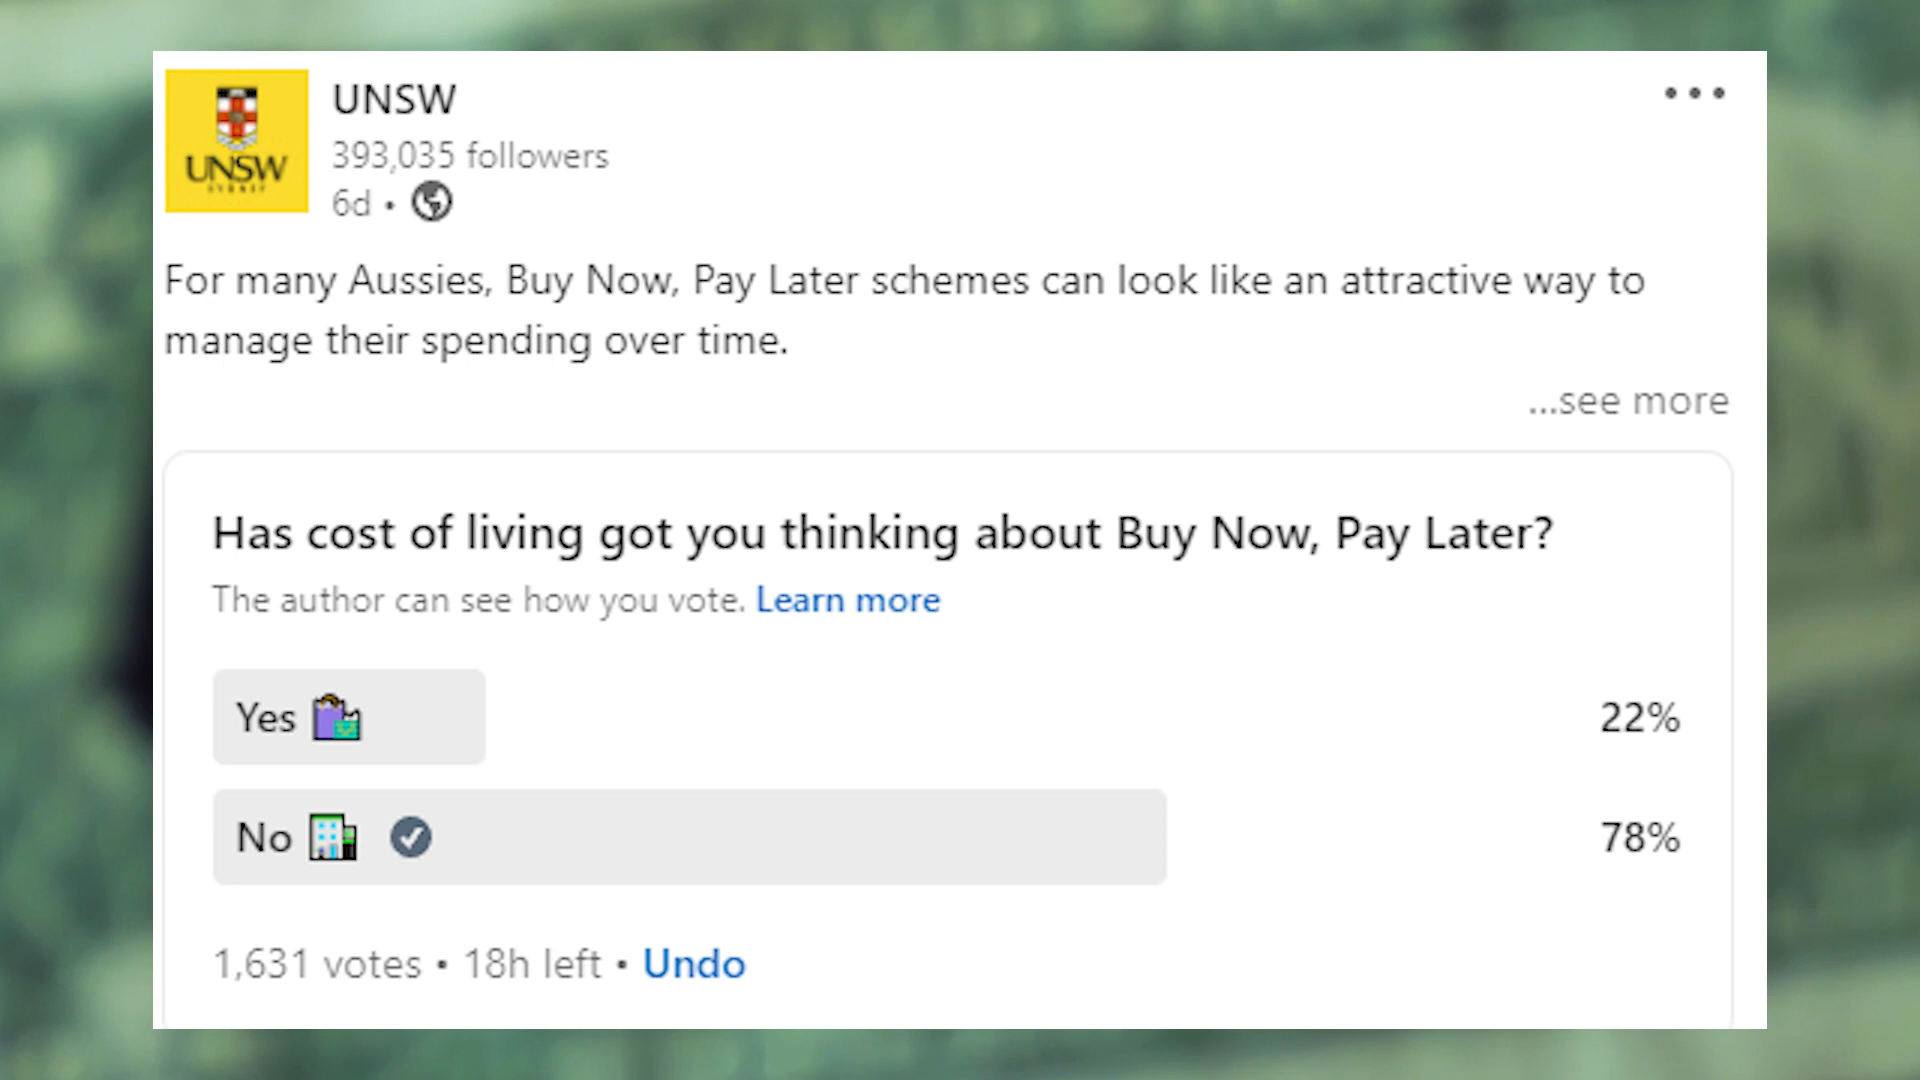 UNSW
SYDNEY
UNSW
393,035 followers
6d •
For many Aussies, Buy Now, Pay Later schemes can look like an attractive way to
manage their spending over time.
...see more
Has cost of living got you thinking about Buy Now, Pay Later?
The author can see how you vote. Learn more
Yes 22%
No 78%
1,631 votes • 18h left • Undo